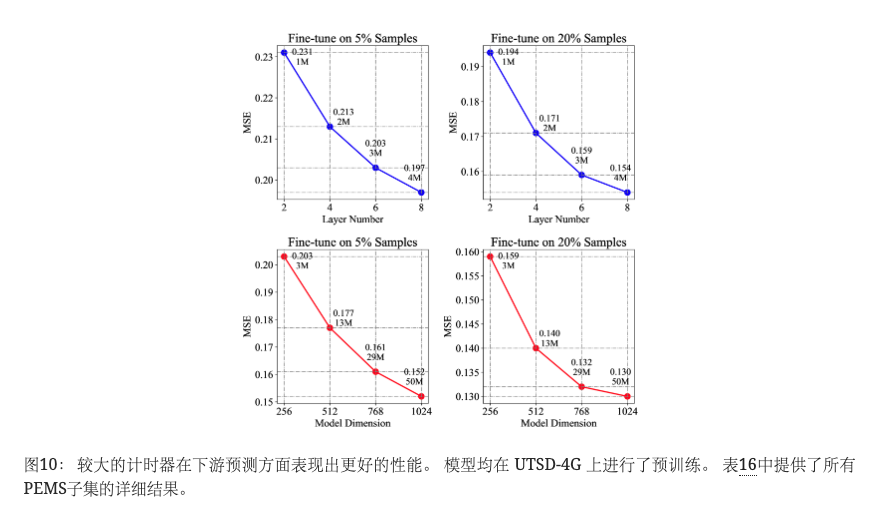 Fine-tune on 5% Samples
0.23
0.22
0.21
0.20
MSE
0.231
1M
0.213
2M
0.203
3M
0.197
4M
2 4 6 8
Layer Number
Fine-tune on 20% Samples
0.19
0.18
0.17
0.16
MSE
0.194
1M
0.171
2M
0.159
3M
0.154
4M
2 4 6 8
Layer Number
Fine-tune on 5% Samples
0.20
0.19
0.18
0.17
0.16
0.15
MSE
0.203
3M
0.177
13M
0.161
29M
0.152
50M
256 512 768 1024
Model Dimension
Fine-tune on 20% Samples
0.160
0.155
0.150
0.145
0.140
0.135
0.130
MSE
0.159
3M
0.140
13M
0.132
29M
0.130
50M
256 512 768 1024
Model Dimension
图10： 较大的计时器在下游预测方面表现出更好的性能。 模型均在 UTSD-4G 上进行了预训练。 表16中提供了所有
PEMS子集的详细结果。